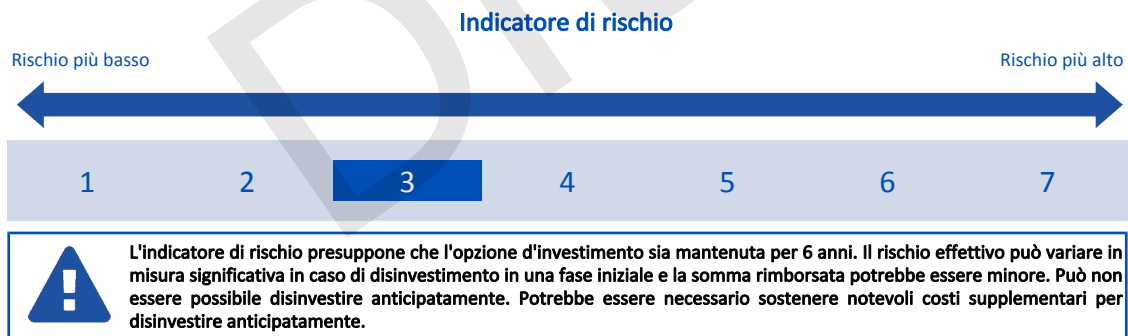 Indicatore di rischio
Rischio più basso
Rischio più alto
1 2 3 4 5 6 7
L'indicatore di rischio presuppone che l'opzione d'investimento sia mantenuta per 6 anni. Il rischio effettivo può variare in
misura significativa in caso di disinvestimento in una fase iniziale e la somma rimborsata potrebbe essere minore. Può non
essere possibile disinvestire anticipatamente. Potrebbe essere necessario sostenere notevoli costi supplementari per
disinvestire anticipatamente.